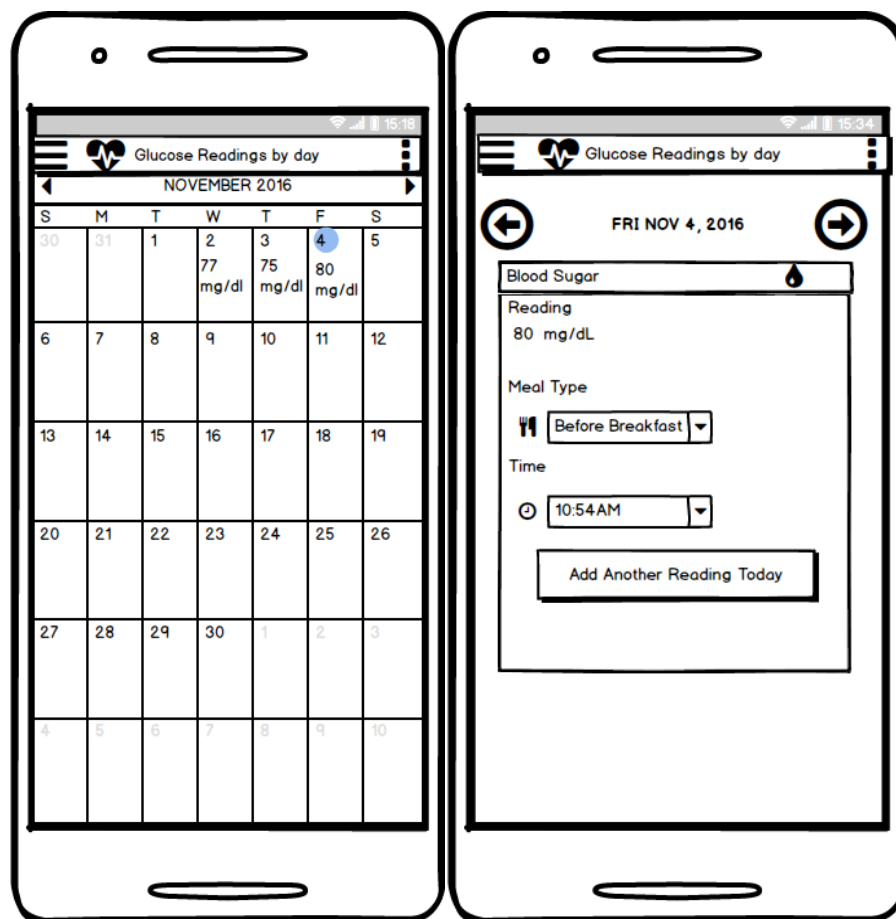 15:18
Glucose Readings by day
NOVEMBER 2016
S M T W T F S
30 31 1 2 3 4 5
77 75 80
mg/dl mg/dl mg/dl
6 7 8 9 10 11 12
13 14 15 16 17 18 19
20 21 22 23 24 25 26
27 28 29 30 1 2 3
4 5 6 7 8 9 10
15:34
Glucose Readings by day
FRI NOV 4, 2016
Blood Sugar
Reading
80 mg/dL
Meal Type
Before Breakfast
Time
10:54AM
Add Another Reading Today